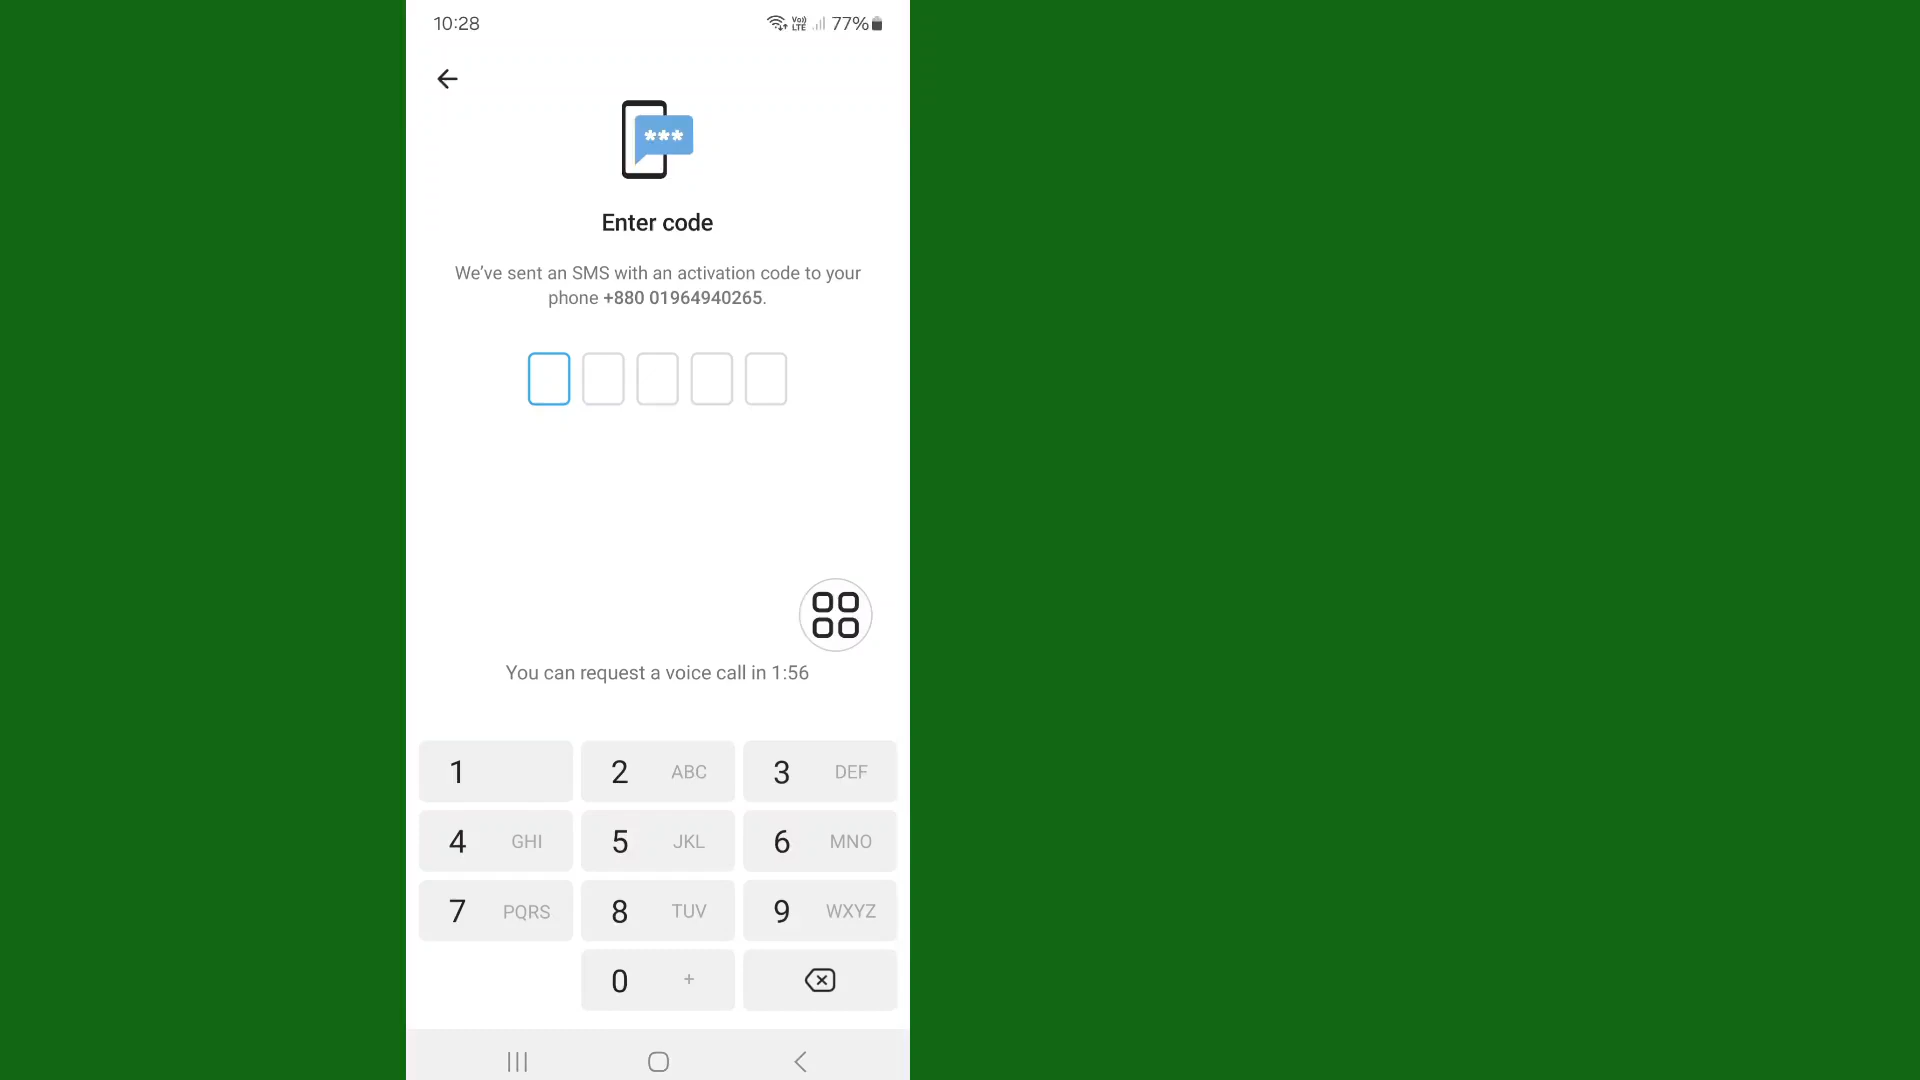 10:28 Vo)) LTE 77%
***
Enter code
We’ve sent an SMS with an activation code to your
phone +880 01964940265.
You can request a voice call in 1:56
1 2 ABC 3 DEF
4 GHI 5 JKL 6 MNO
7 PQRS 8 TUV 9 WXYZ
0 +